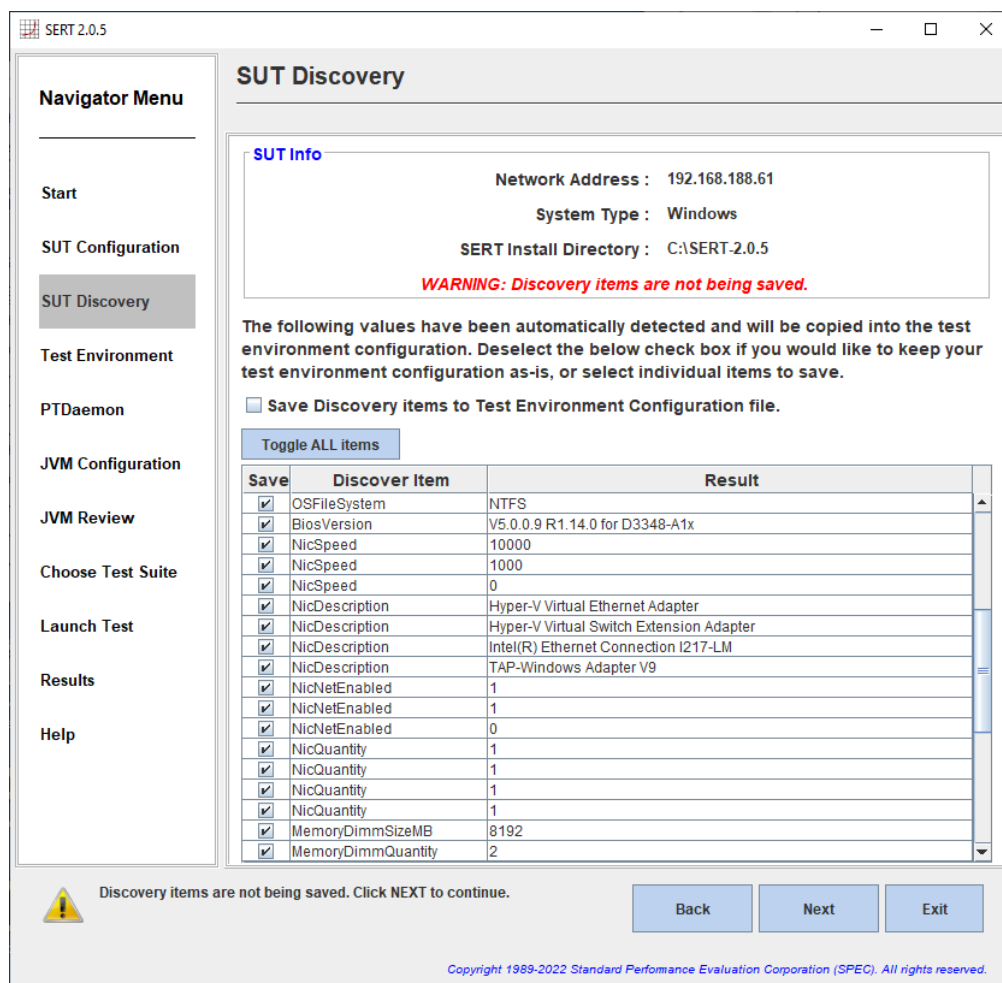 SERT 2.0.5
Navigator Menu
Start
SUT Configuration
SUT Discovery
Test Environment
PTDaemon
JVM Configuration
JVM Review
Choose Test Suite
Launch Test
Results
Help
SUT Discovery
SUT Info
Network Address : 192.168.188.61
System Type : Windows
SERT Install Directory : C:\SERT-2.0.5
WARNING: Discovery items are not being saved.
The following values have been automatically detected and will be copied into the test
environment configuration. Deselect the below check box if you would like to keep your
test environment configuration as-is, or select individual items to save.
Save Discovery items to Test Environment Configuration file.
Toggle ALL items
Save Discover Item Result
OSFileSystem NTFS
BiosVersion V5.0.0.9 R1.14.0 for D3348-A1x
NicSpeed 10000
NicSpeed 1000
NicSpeed 0
NicDescription Hyper-V Virtual Ethernet Adapter
NicDescription Hyper-V Virtual Switch Extension Adapter
NicDescription Intel(R) Ethernet Connection I217-LM
NicDescription TAP-Windows Adapter V9
NicNetEnabled 1
NicNetEnabled 1
NicNetEnabled 0
NicQuantity 1
NicQuantity 1
NicQuantity 1
NicQuantity 1
MemoryDimmSizeMB 8192
MemoryDimmQuantity 2
Discovery items are not being saved. Click NEXT to continue.
Back Next Exit
Copyright 1989-2022 Standard Performance Evaluation Corporation (SPEC). All rights reserved.